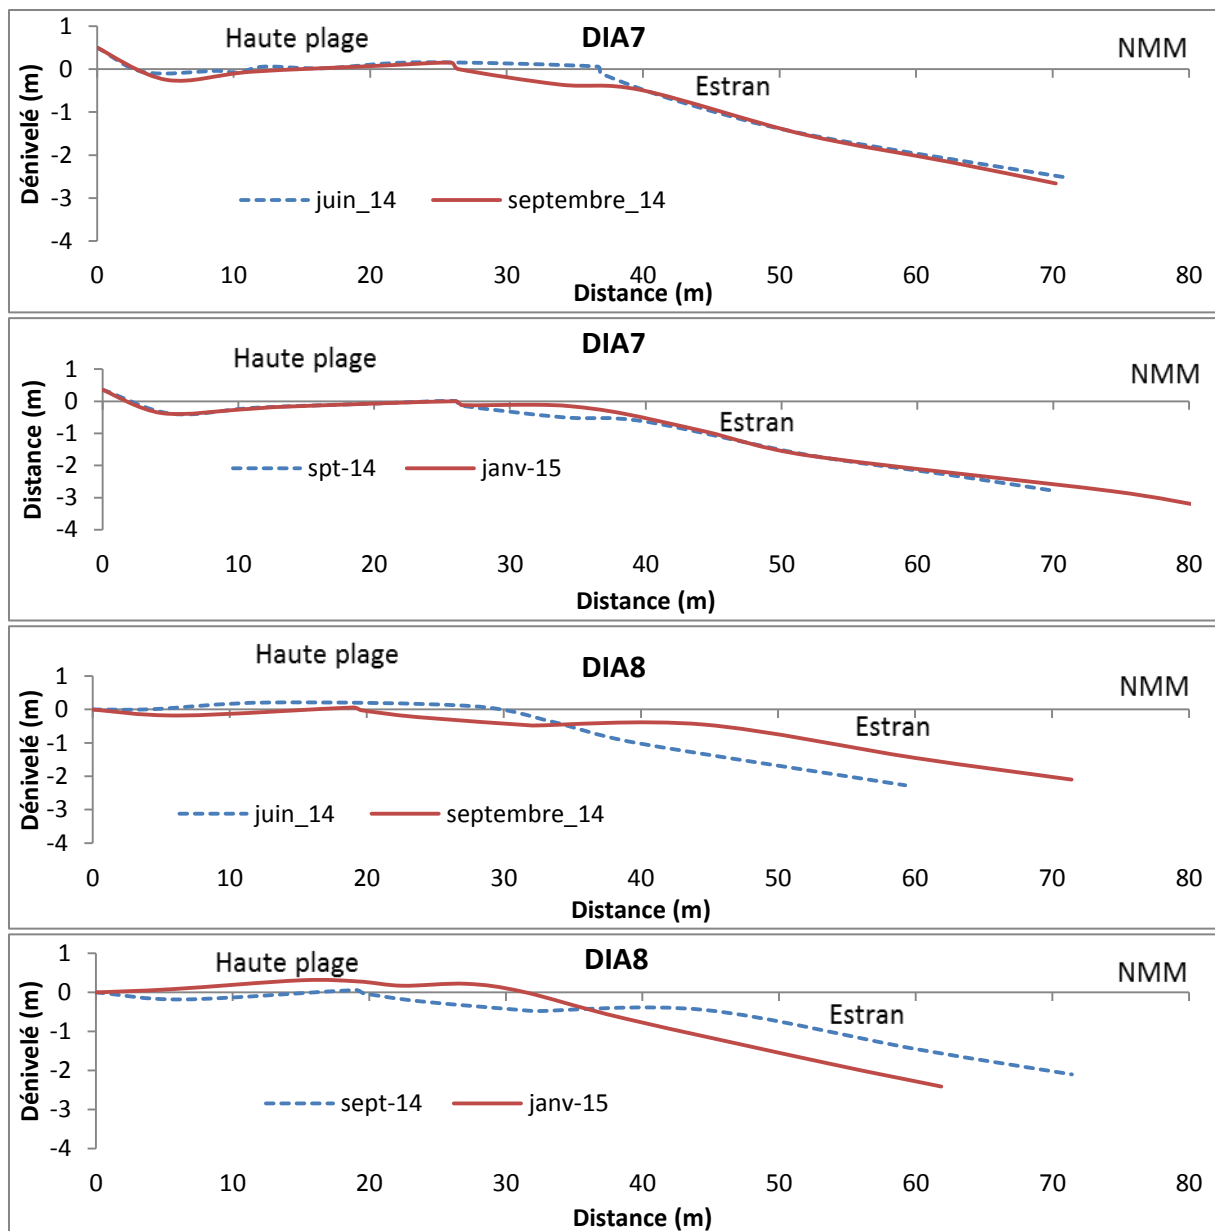 DIA7
Haute plage
NMM
Estran
Dénivelé (m)
1
0
-1
-2
-3
-4
juin_14 septembre_14
0 10 20 30 40 50 60 70 80
Distance (m)
DIA7
Haute plage
NMM
Estran
Distance (m)
1
0
-1
-2
-3
-4
spt-14 janv-15
0 10 20 30 40 50 60 70 80
Distance (m)
Haute plage
DIA8
NMM
Estran
Dénivelé (m)
1
0
-1
-2
-3
-4
juin_14 septembre_14
0 10 20 30 40 50 60 70 80
Distance (m)
Haute plage
DIA8
NMM
Estran
Dénivelé (m)
1
0
-1
-2
-3
-4
sept-14 janv-15
0 10 20 30 40 50 60 70 80
Distance (m)